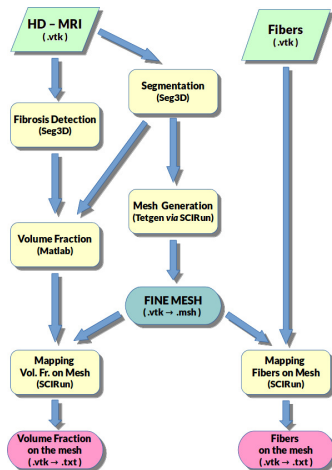 HD – MRI
(.vtk)
Fibers
(.vtk)
Segmentation
(Seg3D)
Fibrosis Detection
(Seg3D)
Mesh Generation
(Tetgen via SCIRun)
Volume Fraction
(Matlab)
FINE MESH
(.vtk → .msh)
Mapping
Vol. Fr. on Mesh
(SCIRun)
Mapping
Fibers on Mesh
(SCIRun)
Volume Fraction
on the mesh
(.vtk → .txt)
Fibers
on the mesh
(.vtk → .txt)